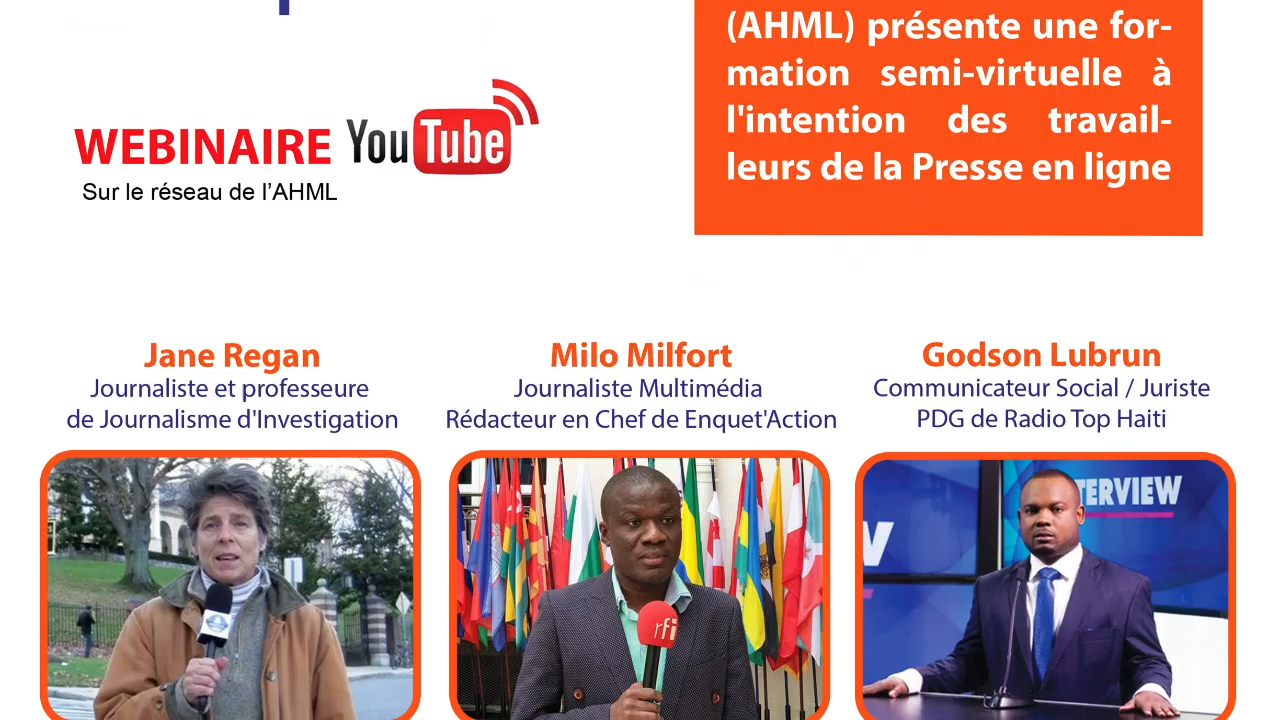 (AHML) présente une for-
mation semi-virtuelle à
l'intention des travail-
leurs de la Presse en ligne
WEBINAIRE YouTube
Sur le réseau de l’AHML
Jane Regan
Journaliste et professeure
de Journalisme d'Investigation
Milo Milfort
Journaliste Multimédia
Rédacteur en Chef de Enquet'Action
Godson Lubrun
Communicateur Social / Juriste
PDG de Radio Top Haiti
rfi
TERVIEW